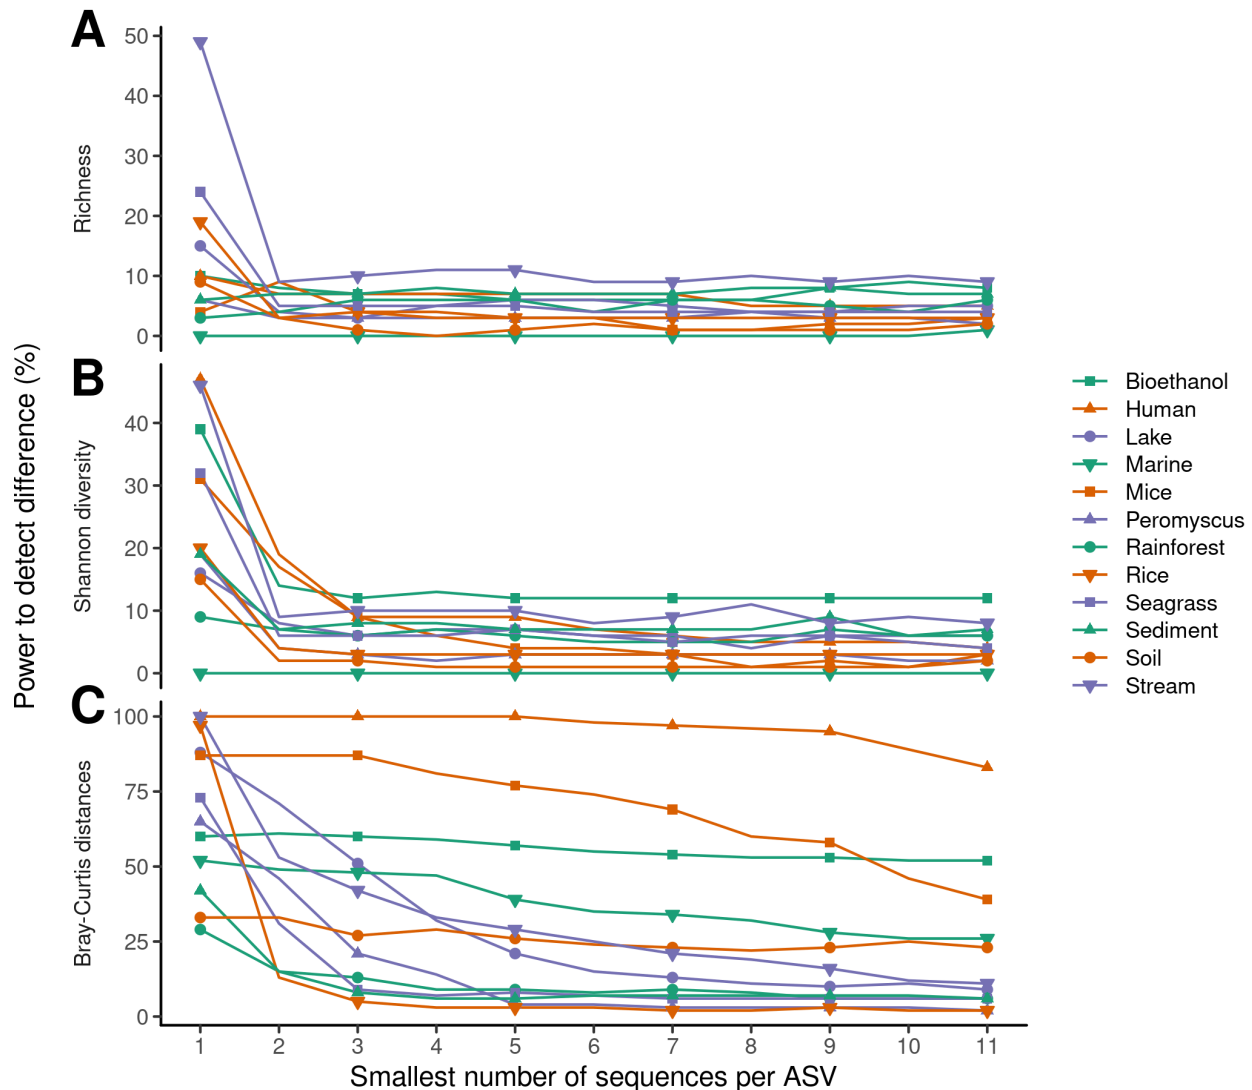 A
50
40
30
20
10
0
Richness
B
40
30
20
10
0
Shannon diversity
C
100
75
50
25
0
Bray-Curtis distances
Power to detect difference (%)
1 2 3 4 5 6 7 8 9 10 11
Smallest number of sequences per ASV
Bioethanol
Human
Lake
Marine
Mice
Peromyscus
Rainforest
Rice
Seagrass
Sediment
Soil
Stream